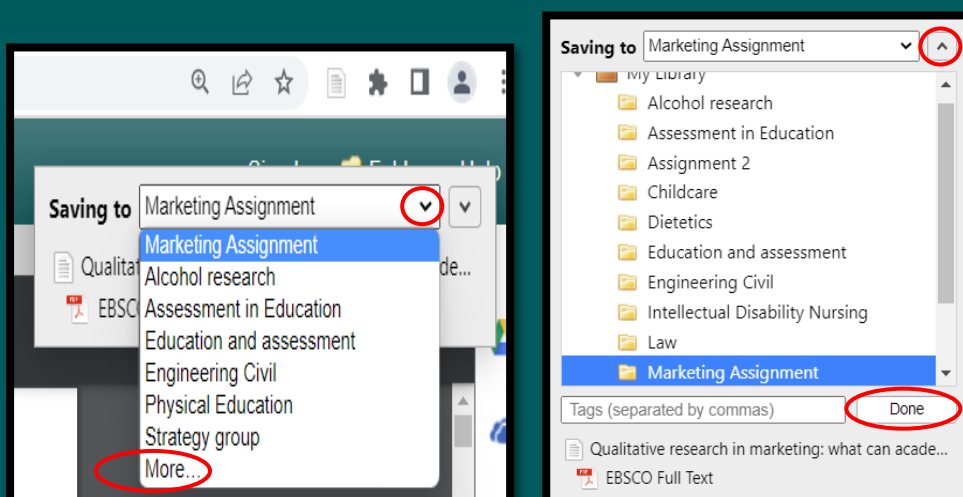 Saving to Marketing Assignment
Marketing Assignment
Alcohol research
Assessment in Education
Education and assessment
Engineering Civil
Physical Education
Strategy group
More...
Qualitat
de...
EBSC
Saving to Marketing Assignment
My Library
Alcohol research
Assessment in Education
Assignment 2
Childcare
Dietetics
Education and assessment
Engineering Civil
Intellectual Disability Nursing
Law
Marketing Assignment
Tags (separated by commas) Done
Qualitative research in marketing: what can acade...
EBSCO Full Text